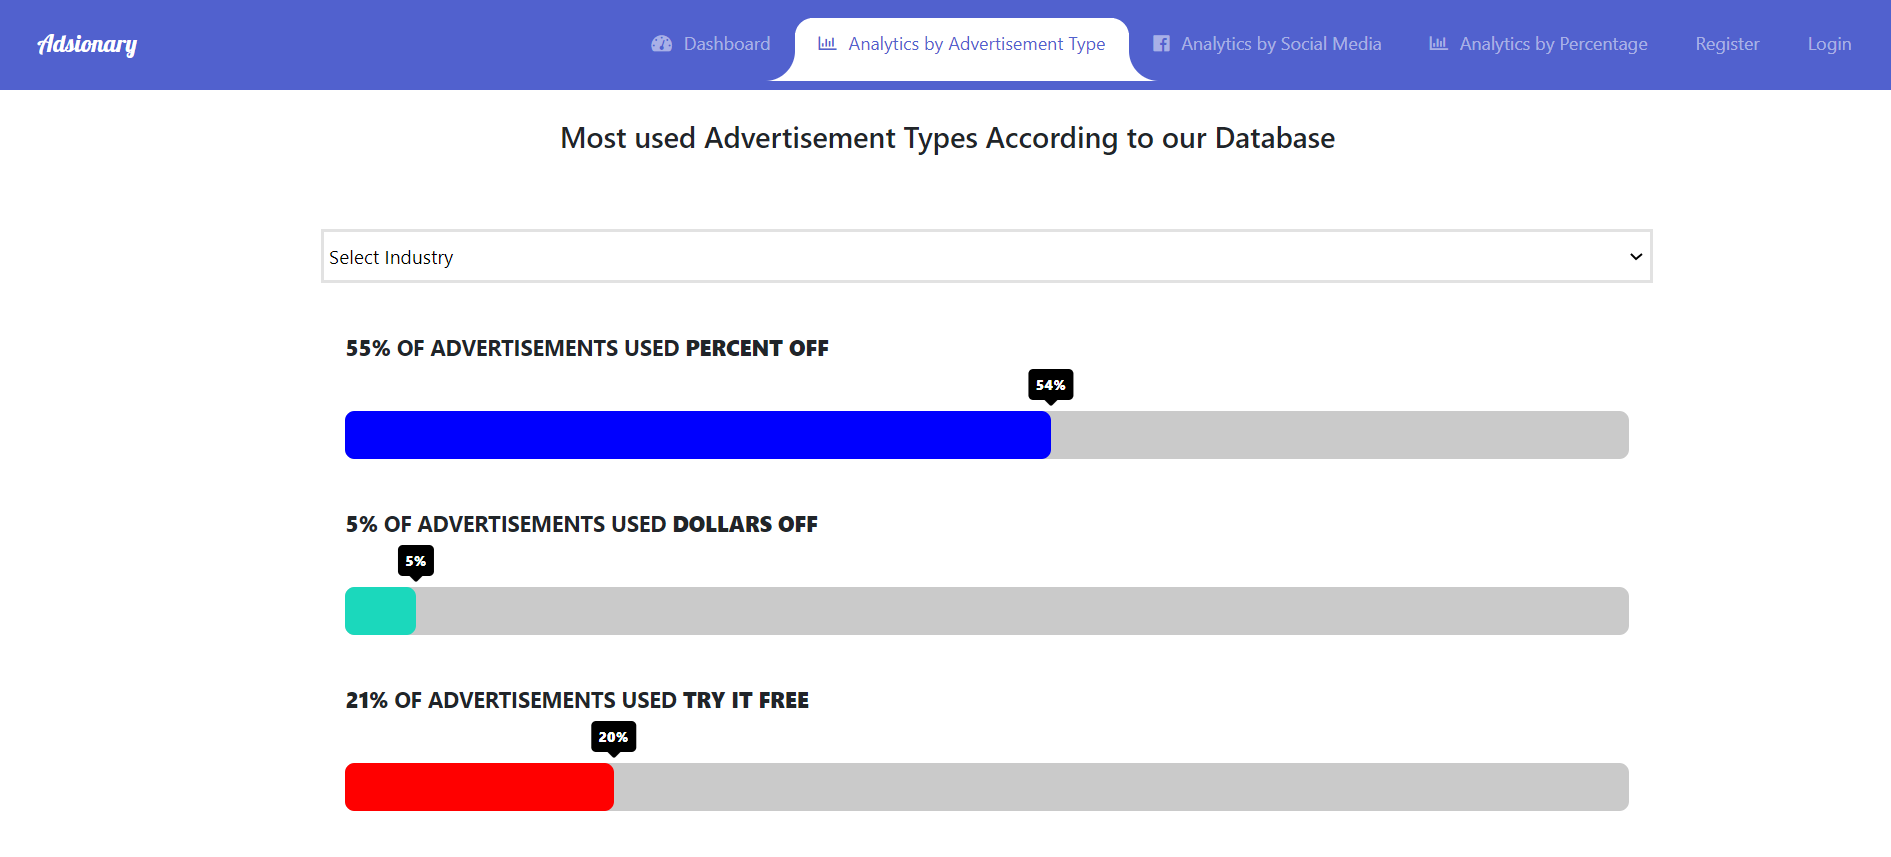 Adsionary
Dashboard
Analytics by Advertisement Type
Analytics by Social Media
Analytics by Percentage
Register
Login
Most used Advertisement Types According to our Database
Select Industry
55% OF ADVERTISEMENTS USED PERCENT OFF
54%
5% OF ADVERTISEMENTS USED DOLLARS OFF
5%
21% OF ADVERTISEMENTS USED TRY IT FREE
20%